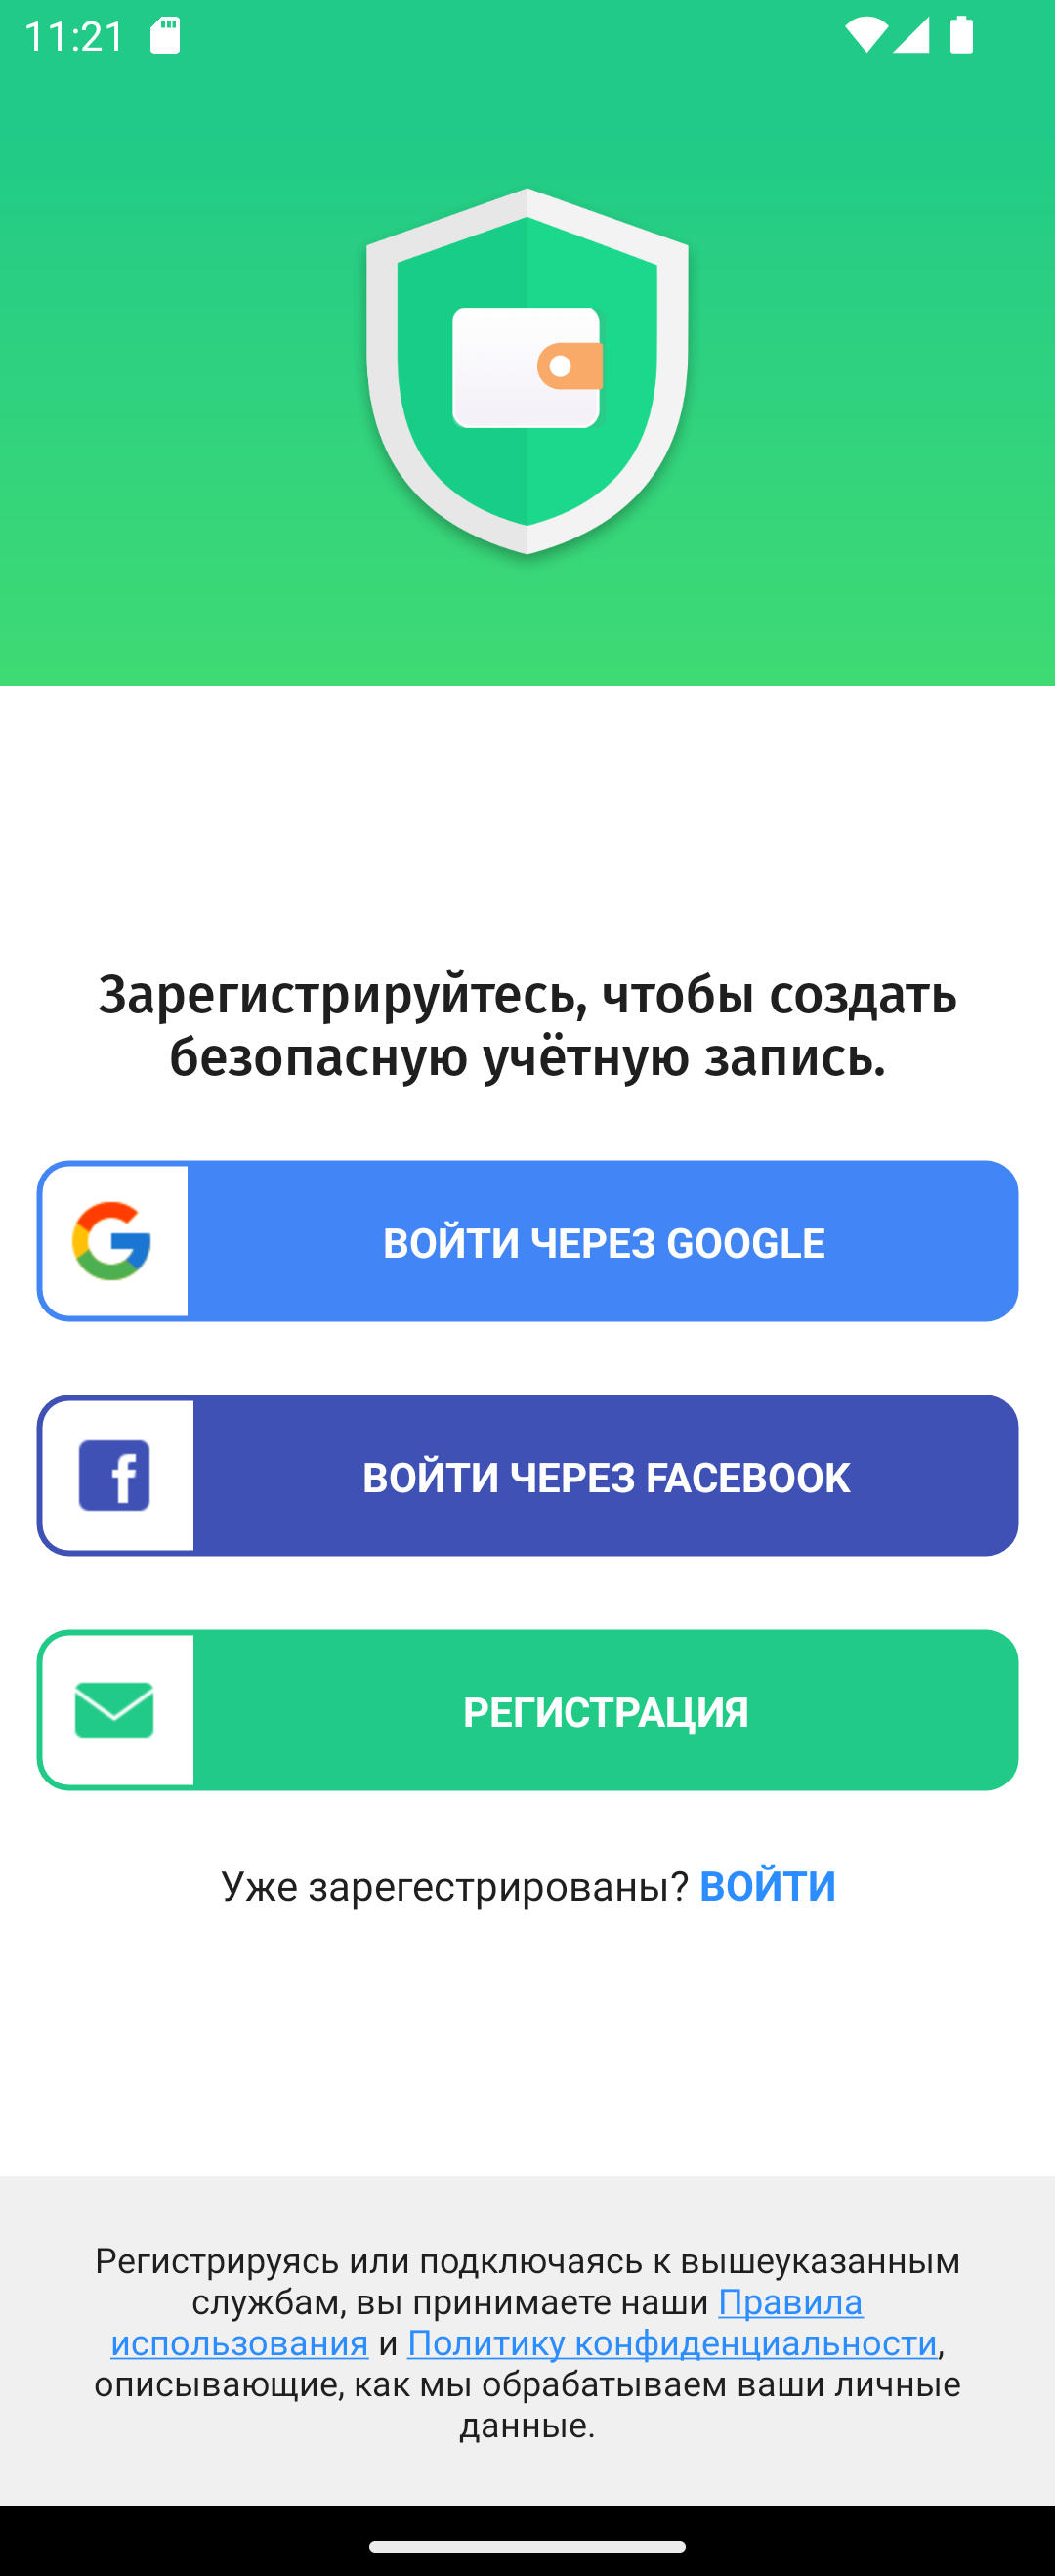 11:21
Зарегистрируйтесь, чтобы создать
безопасную учётную запись.
ВОЙТИ ЧЕРЕЗ GOOGLE
ВОЙТИ ЧЕРЕЗ FACEBOOK
РЕГИСТРАЦИЯ
Уже зарегестрированы? ВОЙТИ
Регистрируясь или подключаясь к вышеуказанным
службам, вы принимаете наши Правила
использования и Политику конфиденциальности,
описывающие, как мы обрабатываем ваши личные
данные.